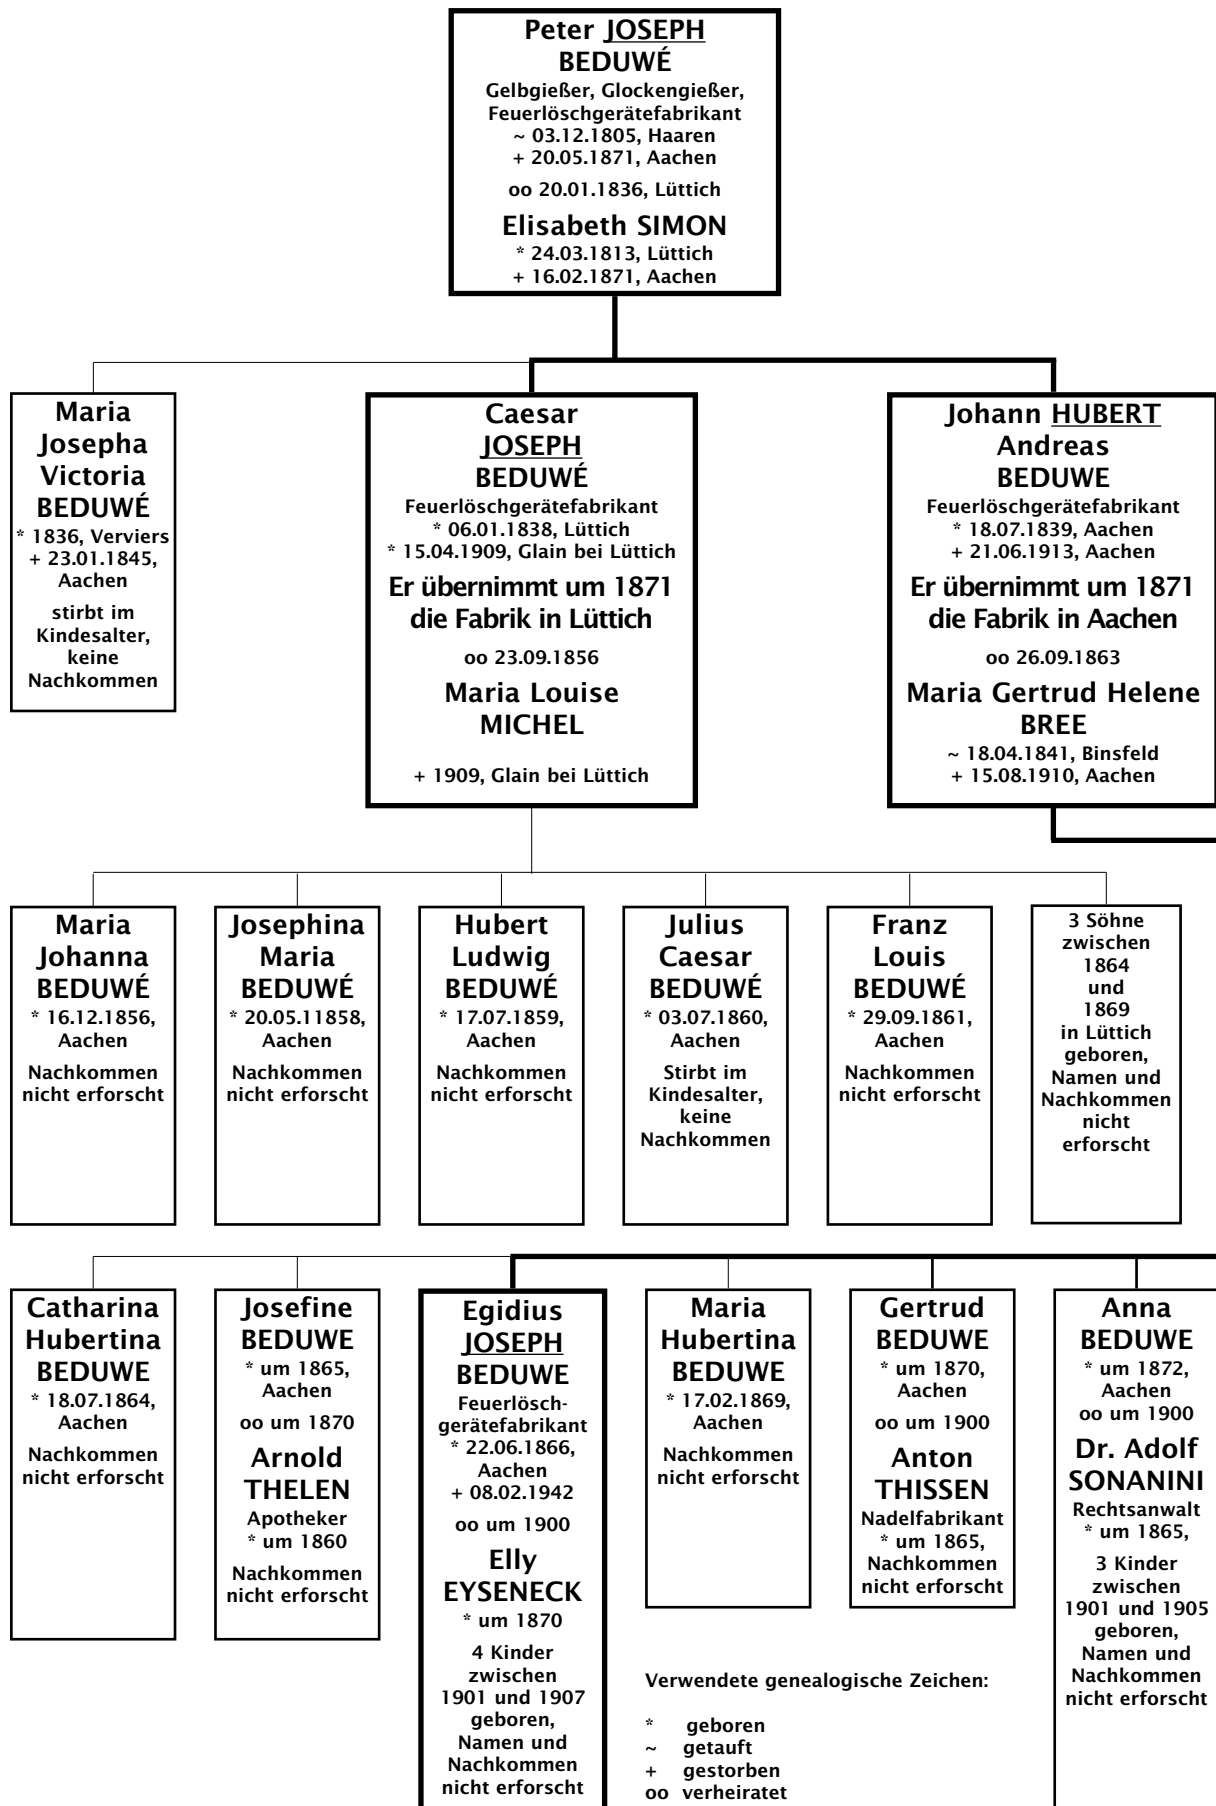 Peter JOSEPH
BEDUWÉ
Gelbgießer, Glockengießer,
Feuerlöschgerätefabrikant
~ 03.12.1805, Haaren
+ 20.05.1871, Aachen
oo 20.01.1836, Lüttich
Elisabeth SIMON
* 24.03.1813, Lüttich
+ 16.02.1871, Aachen
Maria
Josepha
Victoria
BEDUWÉ
* 1836, Verviers
+ 23.01.1845,
Aachen
stirbt im
Kindesalter,
keine
Nachkommen
Caesar
JOSEPH
BEDUWÉ
Feuerlöschgerätefabrikant
* 06.01.1838, Lüttich
* 15.04.1909, Glain bei Lüttich
Er übernimmt um 1871
die Fabrik in Lüttich
oo 23.09.1856
Maria Louise
MICHEL
+ 1909, Glain bei Lüttich
Johann HUBERT
Andreas
BEDUWE
Feuerlöschgerätefabrikant
* 18.07.1839, Aachen
+ 21.06.1913, Aachen
Er übernimmt um 1871
die Fabrik in Aachen
oo 26.09.1863
Maria Gertrud Helene
BREE
~ 18.04.1841, Binsfeld
+ 15.08.1910, Aachen
Maria
Johanna
BEDUWÉ
* 16.12.1856,
Aachen
Nachkommen
nicht erforscht
Josephina
Maria
BEDUWÉ
* 20.05.11858,
Aachen
Nachkommen
nicht erforscht
Hubert
Ludwig
BEDUWÉ
* 17.07.1859,
Aachen
Nachkommen
nicht erforscht
Julius
Caesar
BEDUWÉ
* 03.07.1860,
Aachen
Stirbt im
Kindesalter,
keine
Nachkommen
Franz
Louis
BEDUWÉ
* 29.09.1861,
Aachen
Nachkommen
nicht erforscht
3 Söhne
zwischen
1864
und
1869
in Lüttich
geboren,
Namen und
Nachkommen
nicht
erforscht
Catharina
Hubertina
BEDUWE
* 18.07.1864,
Aachen
Nachkommen
nicht erforscht
Josefine
BEDUWE
* um 1865,
Aachen
oo um 1870
Arnold
THELEN
Apotheker
* um 1860
Nachkommen
nicht erforscht
Egidius
JOSEPH
BEDUWE
Feuerlösch-
gerätefabrikant
* 22.06.1866,
Aachen
+ 08.02.1942
oo um 1900
Elly
EYSENECK
* um 1870
4 Kinder
zwischen
1901 und 1907
geboren,
Namen und
Nachkommen
nicht erforscht
Maria
Hubertina
BEDUWE
* 17.02.1869,
Aachen
Nachkommen
nicht erforscht
Gertrud
BEDUWE
* um 1870,
Aachen
oo um 1900
Anton
THISSEN
Nadelfabrikant
* um 1865,
Nachkommen
nicht erforscht
Anna
BEDUWE
* um 1872,
Aachen
oo um 1900
Dr. Adolf
SONANINI
Rechtsanwalt
* um 1865,
3 Kinder
zwischen
1901 und 1905
geboren,
Namen und
Nachkommen
nicht erforscht
Verwendete genealogische Zeichen:
* geboren
~ getauft
+ gestorben
oo verheiratet